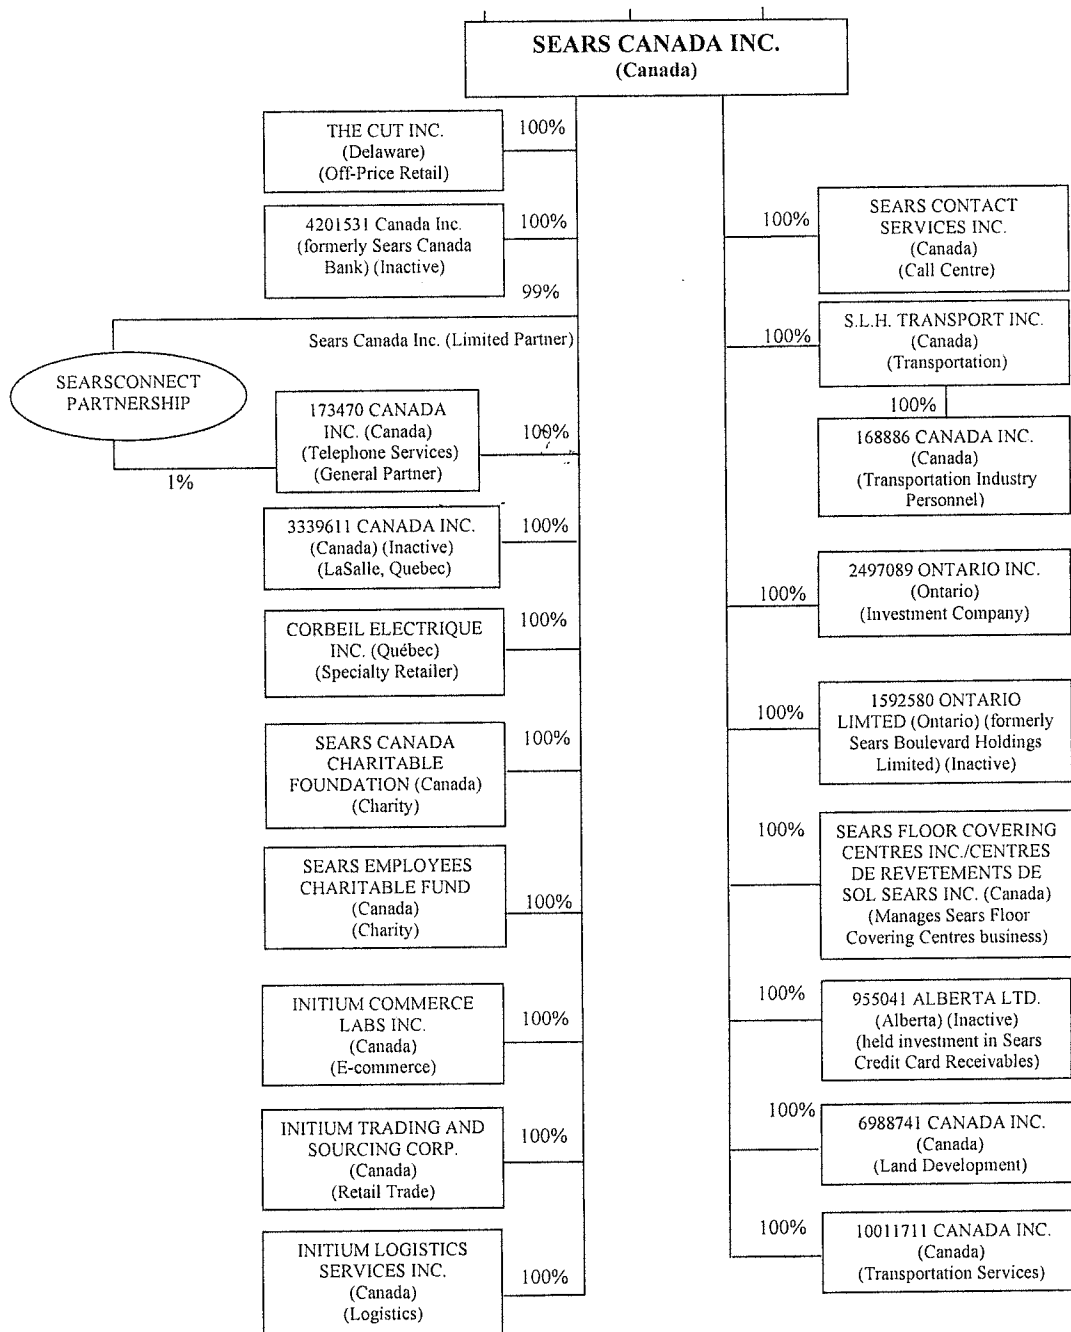 SEARS CANADA INC.
(Canada)
THE CUT INC.
(Delaware)
(Off-Price Retail)
100%
4201531 Canada Inc.
(formerly Sears Canada
Bank) (Inactive)
100%
99%
Sears Canada Inc. (Limited Partner)
SEARSCONNECT
PARTNERSHIP
1%
173470 CANADA
INC. (Canada)
(Telephone Services)
(General Partner)
100%
3339611 CANADA INC.
(Canada) (Inactive)
(LaSalle, Quebec)
100%
CORBEIL ELECTRIQUE
INC. (Québec)
(Specialty Retailer)
100%
SEARS CANADA
CHARITABLE
FOUNDATION (Canada)
(Charity)
100%
SEARS EMPLOYEES
CHARITABLE FUND
(Canada)
(Charity)
100%
INITIUM COMMERCE
LABS INC.
(Canada)
(E-commerce)
100%
INITIUM TRADING AND
SOURCING CORP.
(Canada)
(Retail Trade)
100%
INITIUM LOGISTICS
SERVICES INC.
(Canada)
(Logistics)
100%
100%
SEARS CONTACT
SERVICES INC.
(Canada)
(Call Centre)
100%
S.L.H. TRANSPORT INC.
(Canada)
(Transportation)
100%
168886 CANADA INC.
(Canada)
(Transportation Industry
Personnel)
100%
2497089 ONTARIO INC.
(Ontario)
(Investment Company)
100%
1592580 ONTARIO
LIMTED (Ontario) (formerly
Sears Boulevard Holdings
Limited) (Inactive)
100%
SEARS FLOOR COVERING
CENTRES INC./CENTRES
DE REVETEMENTS DE
SOL SEARS INC. (Canada)
(Manages Sears Floor
Covering Centres business)
100%
955041 ALBERTA LTD.
(Alberta) (Inactive)
(held investment in Sears
Credit Card Receivables)
100%
6988741 CANADA INC.
(Canada)
(Land Development)
100%
10011711 CANADA INC.
(Canada)
(Transportation Services)